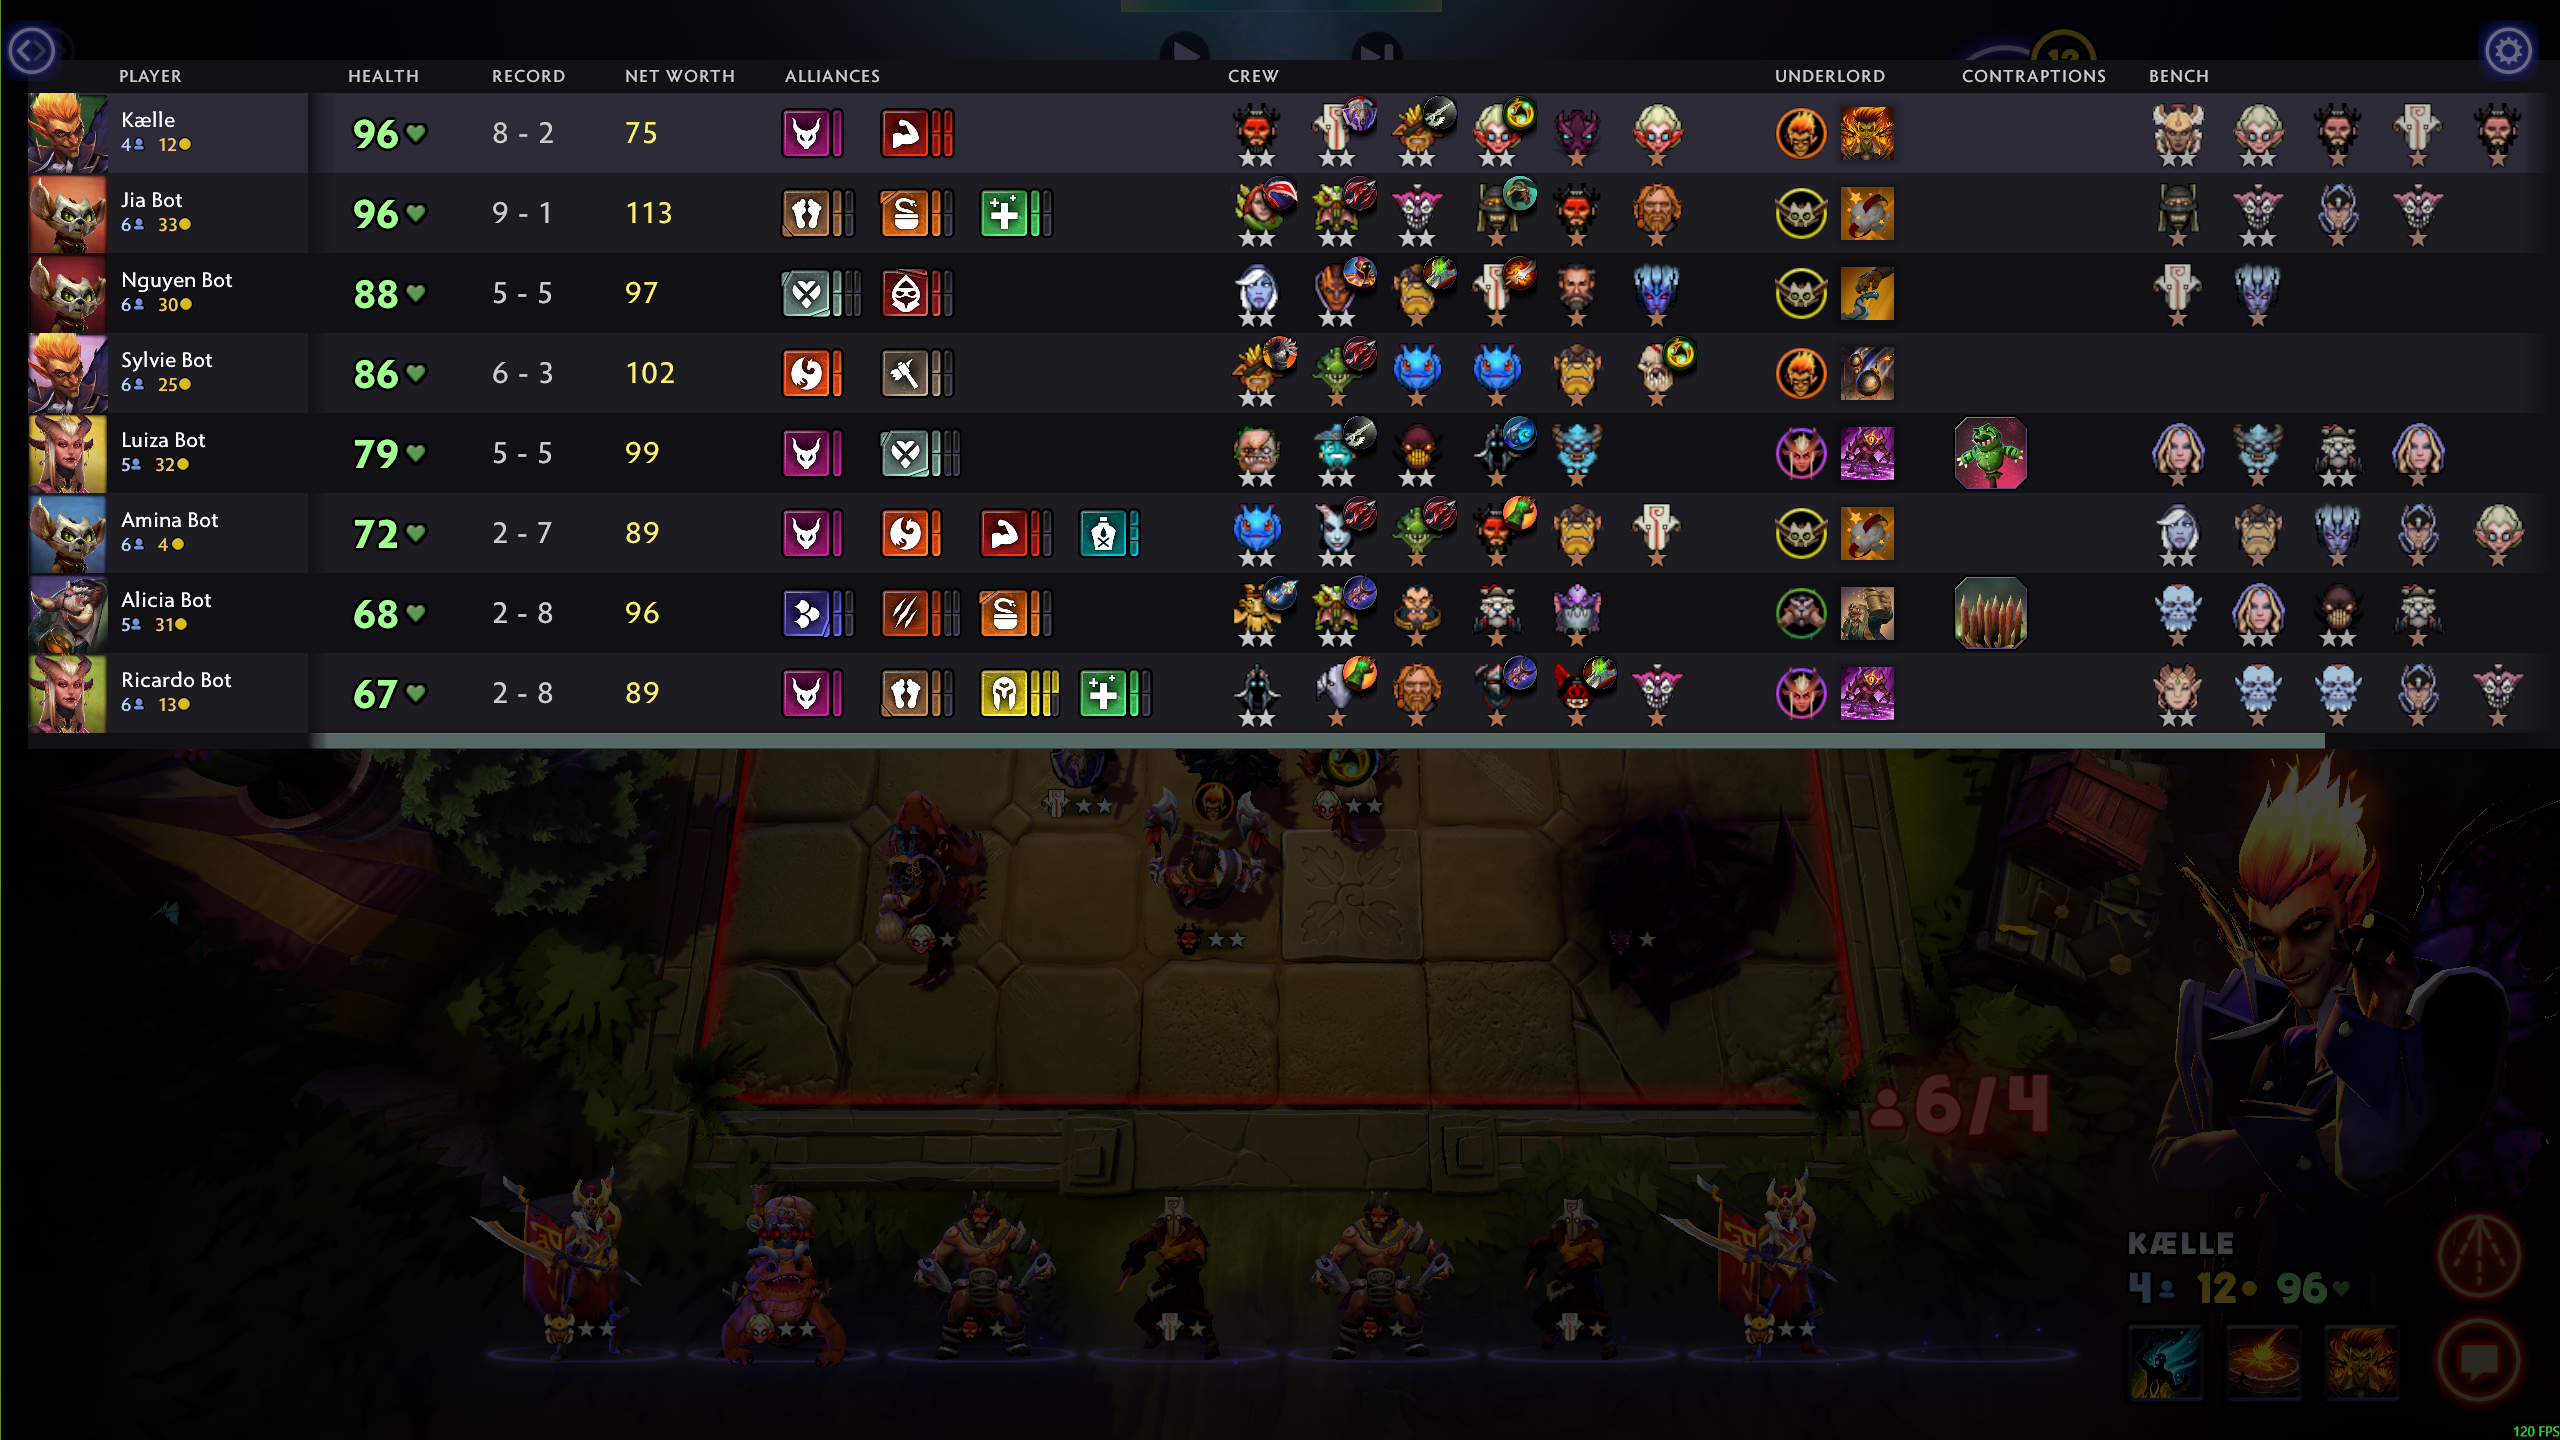 PLAYER HEALTH RECORD NET WORTH ALLIANCES CREW UNDERLORD CONTRAPTIONS BENCH
Kælle 96 8 - 2 75
4 12
Jia Bot 96 9 - 1 113
6 33
Nguyen Bot 88 5 - 5 97
6 30
Sylvie Bot 86 6 - 3 102
6 25
Luiza Bot 79 5 - 5 99
5 32
Amina Bot 72 2 - 7 89
6 4
Alicia Bot 68 2 - 8 96
5 31
Ricardo Bot 67 2 - 8 89
6 13
6/4
KÆLLE
4 12 96
120 FPS